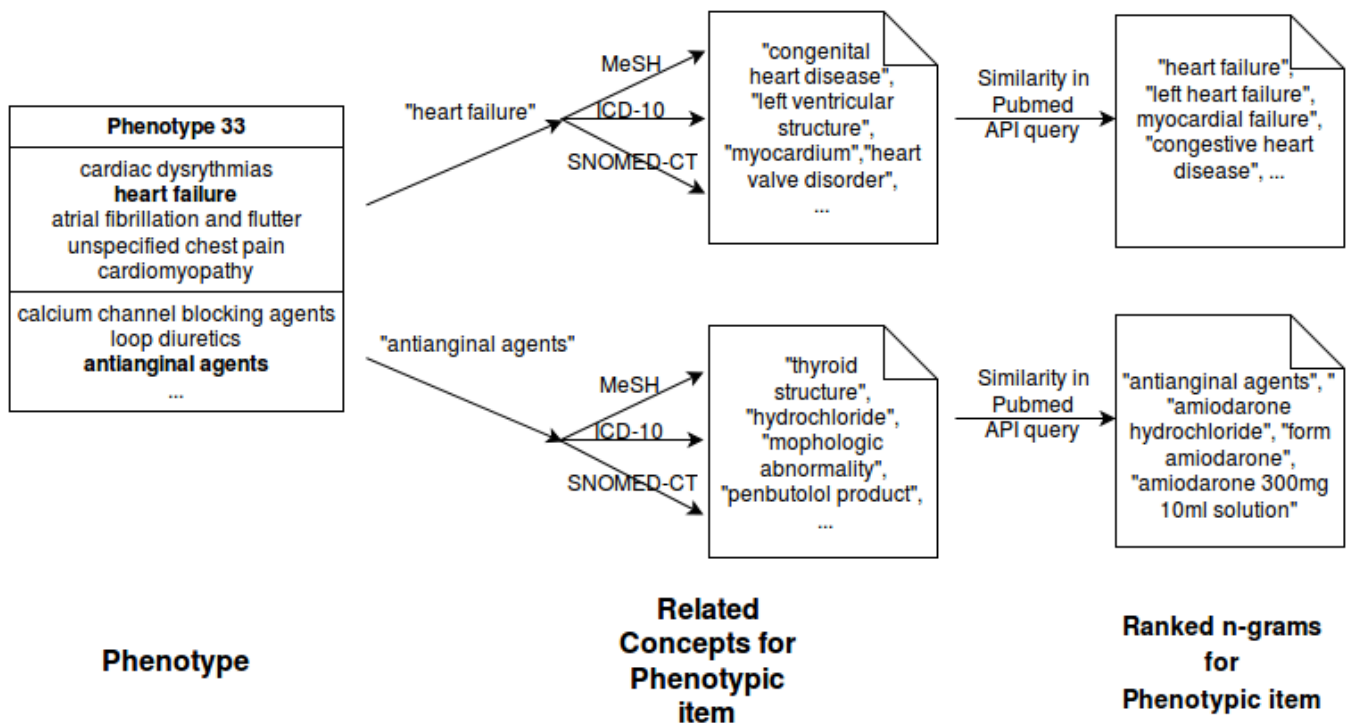 Phenotype 33
cardiac dysrythmias
heart failure
atrial fibrillation and flutter
unspecified chest pain
cardiomyopathy
calcium channel blocking agents
loop diuretics
antianginal agents
...
"heart failure"
MeSH
ICD-10
SNOMED-CT
"congenital
heart disease",
"left ventricular
structure",
"myocardium","heart
valve disorder",
...
Similarity in
Pubmed
API query
"heart failure",
"left heart failure",
myocardial failure",
"congestive heart
disease", ...
"antianginal agents"
MeSH
ICD-10
SNOMED-CT
"thyroid
structure",
"hydrochloride",
"mophologic
abnormality",
"penbutolol product",
...
Similarity in
Pubmed
API query
"antianginal agents", "
"amiodarone
hydrochloride", "form
amiodarone",
"amiodarone 300mg
10ml solution"
Phenotype
Related
Concepts for
Phenotypic
item
Ranked n-grams
for
Phenotypic item